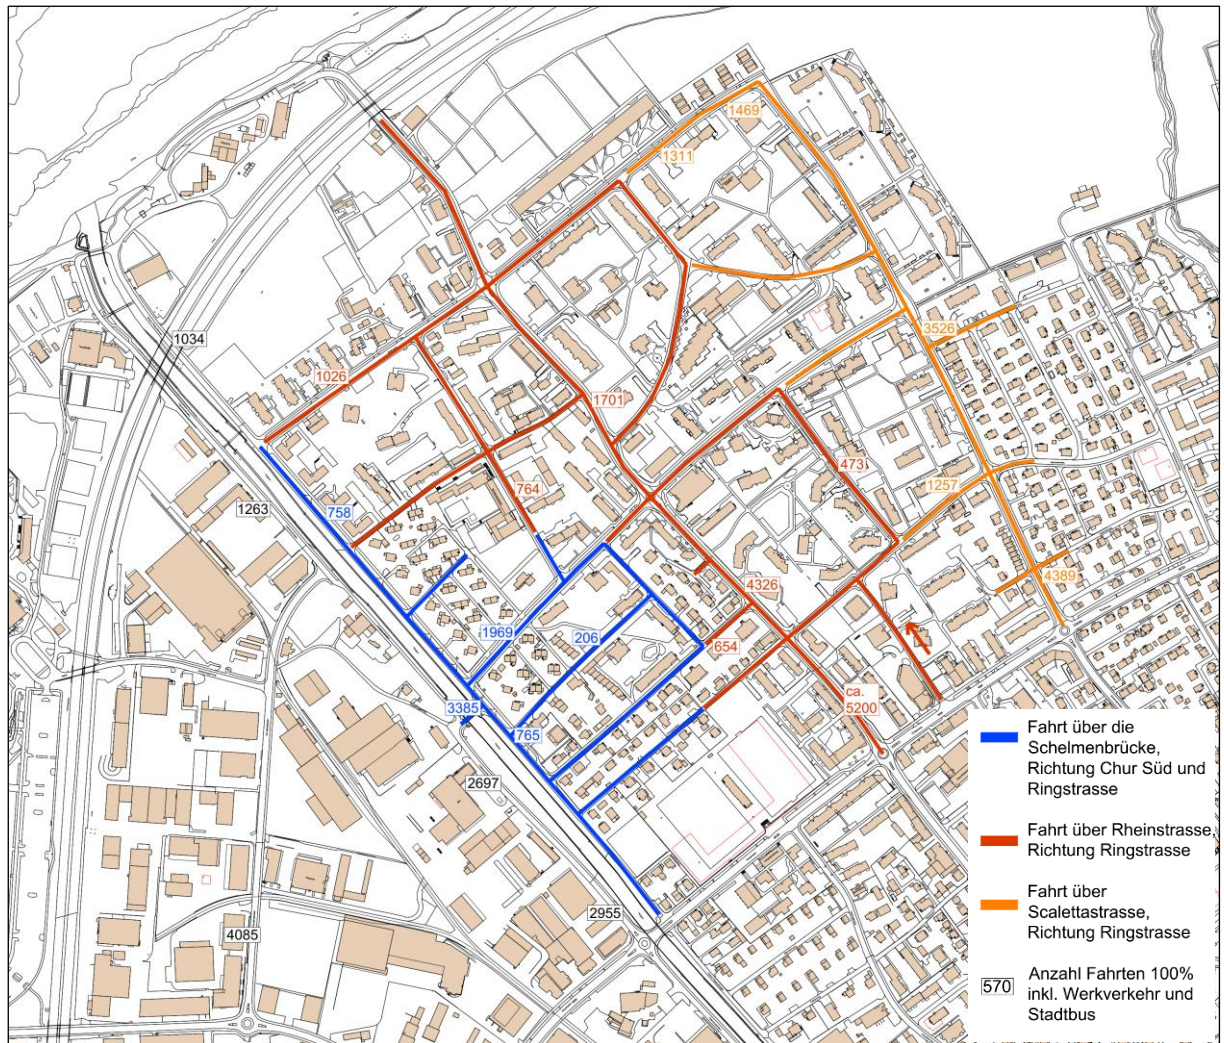 1469
1311
1034
3526
1026
1701
473
1257
764
1263
758
4389
4326
1969
206
654
ca.
5200
3385
765
2697
2955
4085
Fahrt über die
Schelmenbrücke,
Richtung Chur Süd und
Ringstrasse
Fahrt über Rheinstrasse,
Richtung Ringstrasse
Fahrt über
Scalettastrasse,
Richtung Ringstrasse
570
Anzahl Fahrten 100%
inkl. Werkverkehr und
Stadtbus